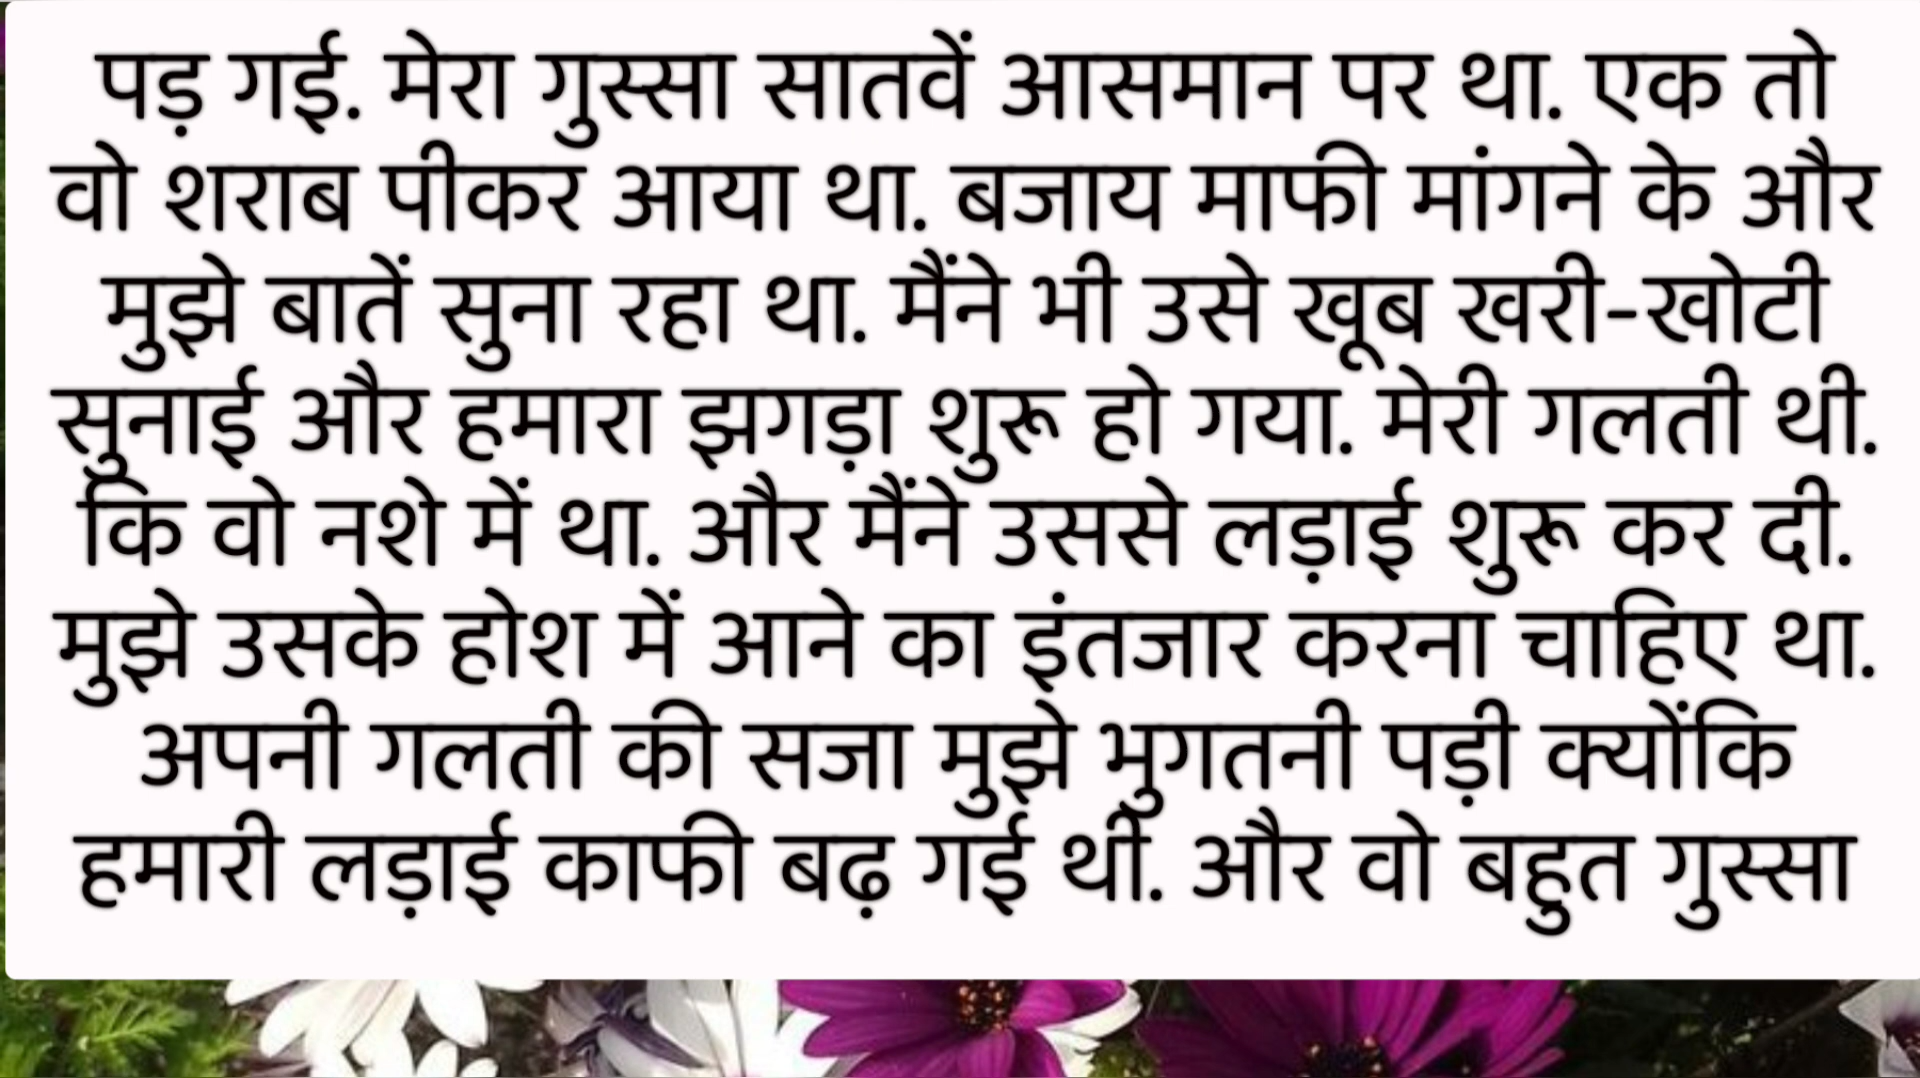 पड़ गई. मेरा गुस्सा सातवें आसमान पर था. एक तो
वो शराब पीकर आया था. बजाय माफी मांगने के और
मुझे बातें सुना रहा था. मैंने भी उसे खूब खरी-खोटी
सुनाई और हमारा झगड़ा शुरू हो गया. मेरी गलती थी.
कि वो नशे में था. और मैंने उससे लड़ाई शुरू कर दी.
मुझे उसके होश में आने का इंतजार करना चाहिए था.
अपनी गलती की सजा मुझे भुगतनी पड़ी क्योंकि
हमारी लड़ाई काफी बढ़ गई थी. और वो बहुत गुस्सा